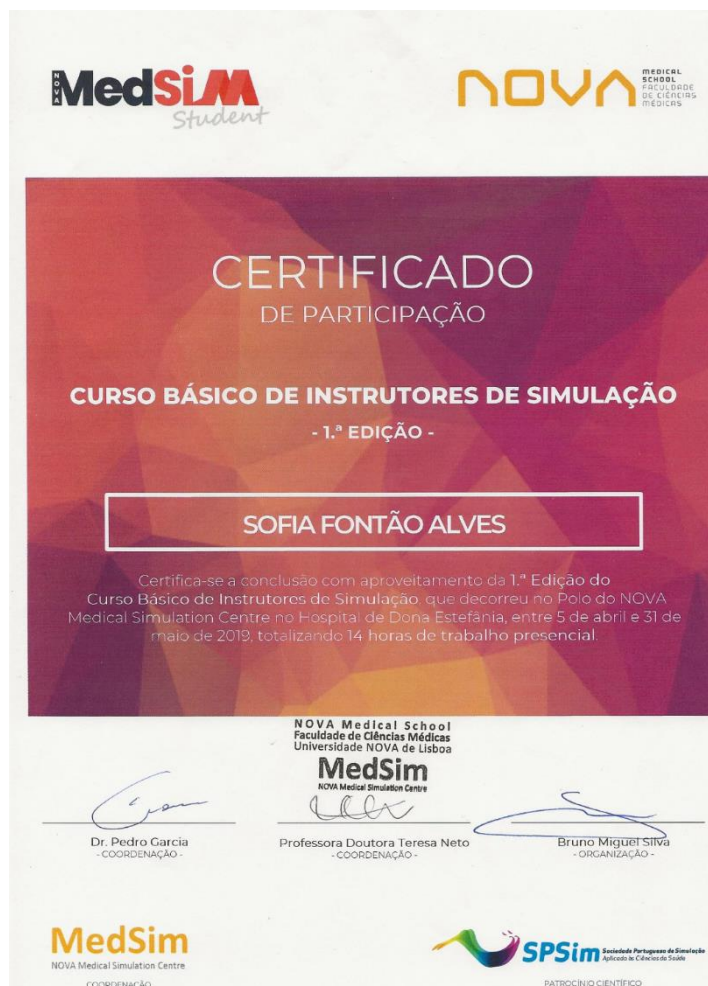 NOVA MedSiM
Student
NOVA
MEDICAL
SCHOOL
FACULDADE
DE CIÊNCIAS
MÉDICAS
CERTIFICADO
DE PARTICIPAÇÃO
CURSO BÁSICO DE INSTRUTORES DE SIMULAÇÃO
- 1.ª EDIÇÃO -
SOFIA FONTÃO ALVES
Certifica-se a conclusão com aproveitamento da 1.ª Edição do
Curso Básico de Instrutores de Simulação, que decorreu no Polo do NOVA
Medical Simulation Centre no Hospital de Dona Estefânia, entre 5 de abril e 31 de
maio de 2019, totalizando 14 horas de trabalho presencial.
NOVA Medical School
Faculdade de Ciências Médicas
Universidade NOVA de Lisboa
MedSim
NOVA Medical Simulation Centre
Dr. Pedro Garcia
- COORDENAÇÃO -
Professora Doutora Teresa Neto
- COORDENAÇÃO -
Bruno Miguel Silva
- ORGANIZAÇÃO -
MedSim
NOVA Medical Simulation Centre
COORDENAÇÃO
SPSim Sociedade Portuguesa de Simulação
Aplicada às Ciências da Saúde
PATROCÍNIO CIENTÍFICO